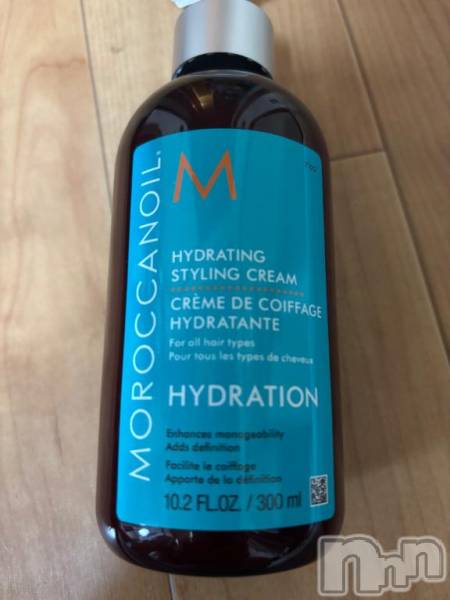 M
MOROCCANOIL.
HYDRATING
STYLING CREAM
CRÈME DE COIFFAGE
HYDRATANTE
For all hair types
Pour tous les types de cheveux
HYDRATION
Enhances manageability
Adds definition
Facilite le coiffage
Apporte de la définition
10.2 FL.OZ. / 300 ml
nnn